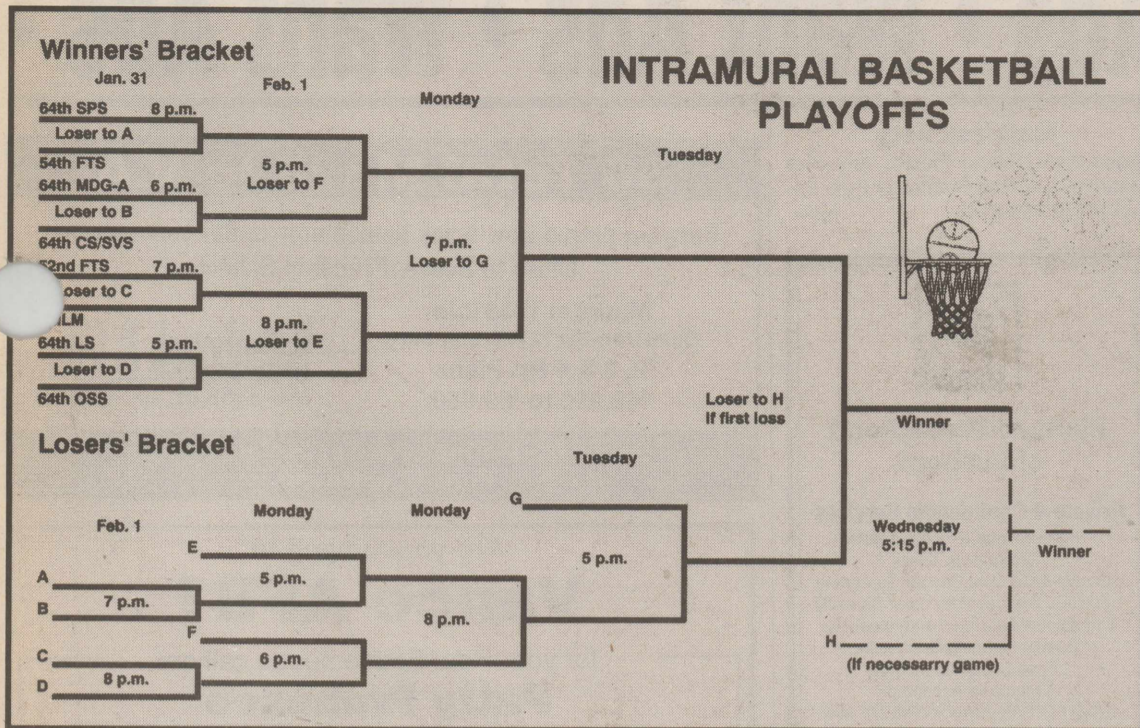 Winners' Bracket
INTRAMURAL BASKETBALL
PLAYOFFS
Jan. 31
Feb. 1
Monday
Tuesday
64th SPS 8 p.m.
Loser to A
54th FTS
64th MDG-A 6 p.m.
Loser to B
64th CS/SVS
5 p.m.
Loser to F
7 p.m.
Loser to G
52nd FTS 7 p.m.
Loser to C
64th LS 5 p.m.
Loser to D
64th OSS
8 p.m.
Loser to E
Loser to H
If first loss
Winner
Losers' Bracket
Feb. 1
Monday
Monday
Tuesday
G
E
5 p.m.
A
7 p.m.
B
F
6 p.m.
C
8 p.m.
D
8 p.m.
5 p.m.
Wednesday
5:15 p.m.
Winner
H
(If necesarry game)